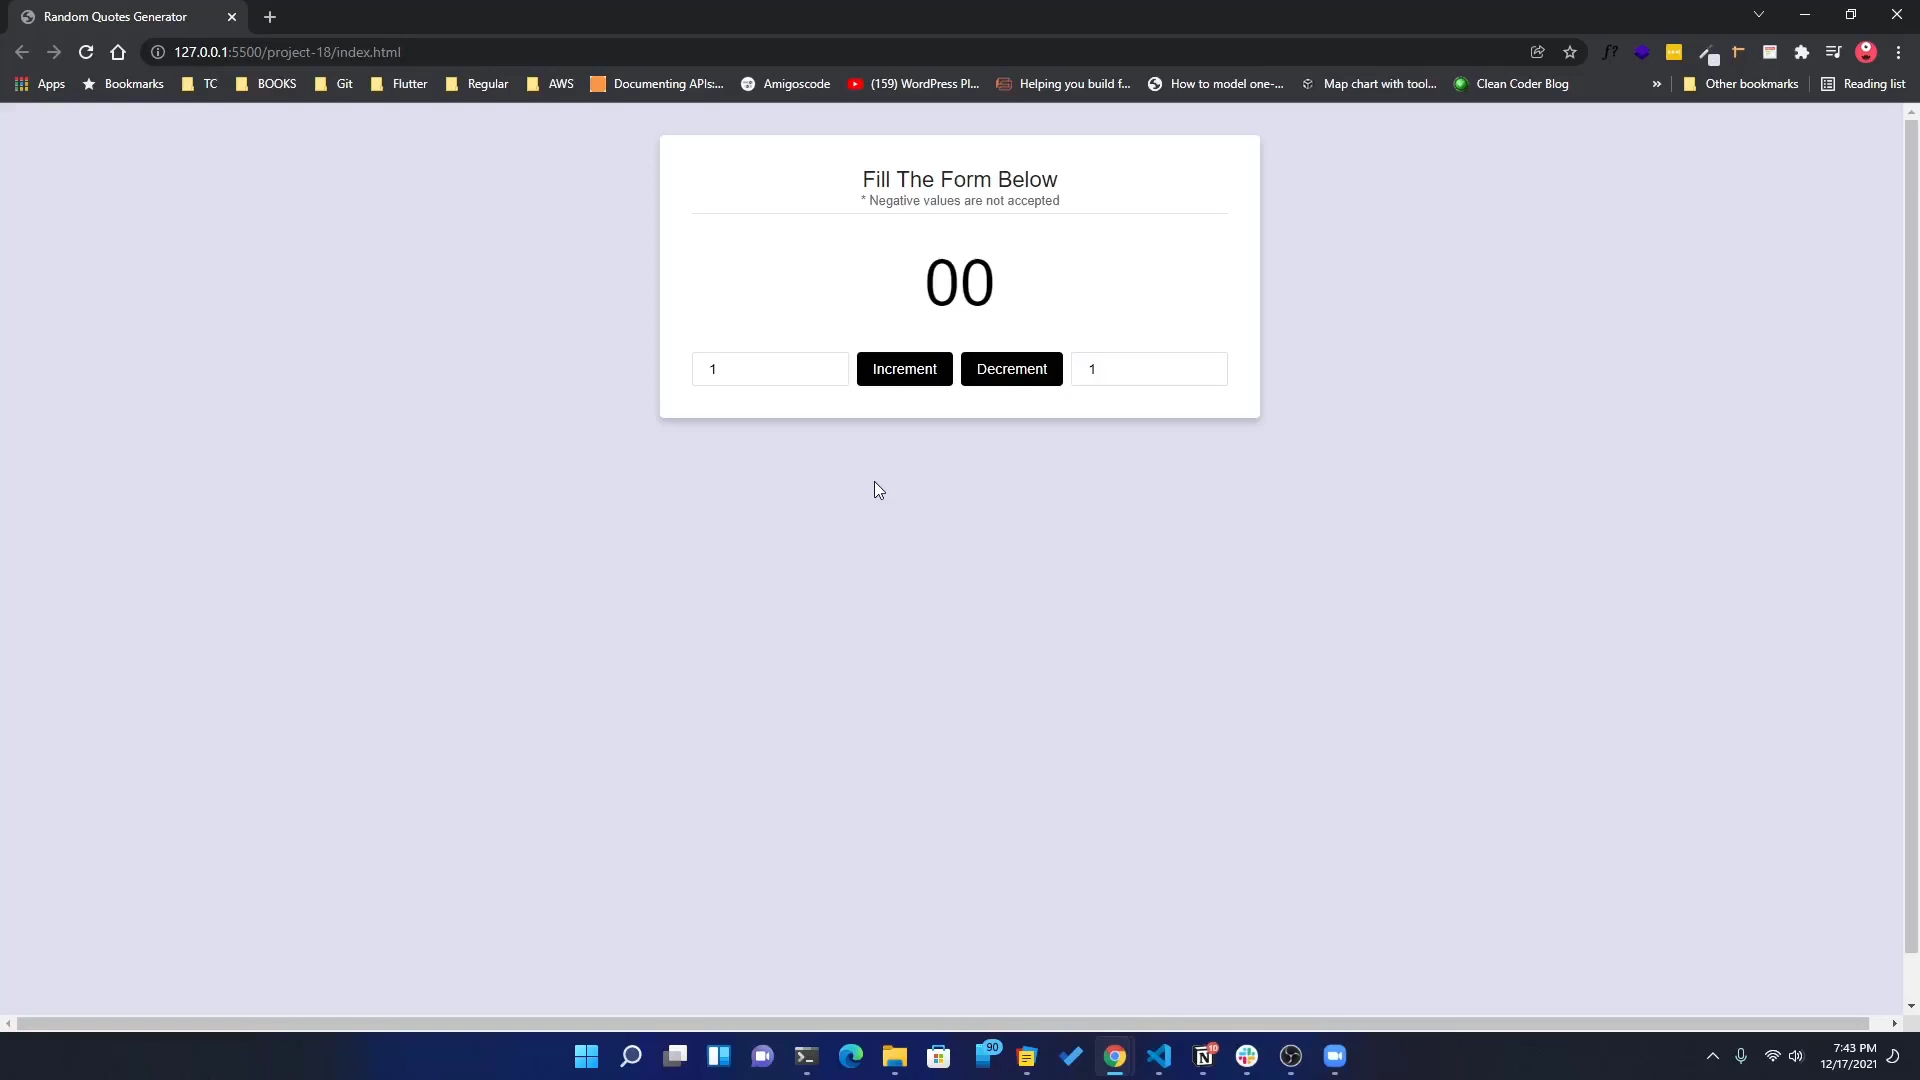 Random Quotes Generator
127.0.0.1:5500/project-18/index.html
Apps Bookmarks TC BOOKS Git Flutter Regular AWS Documenting APIs:... Amigoscode (159) WordPress Pl... Helping you build f... How to model one-... Map chart with tool... Clean Coder Blog » Other bookmarks Reading list
Fill The Form Below
* Negative values are not accepted
00
1 Increment Decrement 1
90
10
7:43 PM
12/17/2021